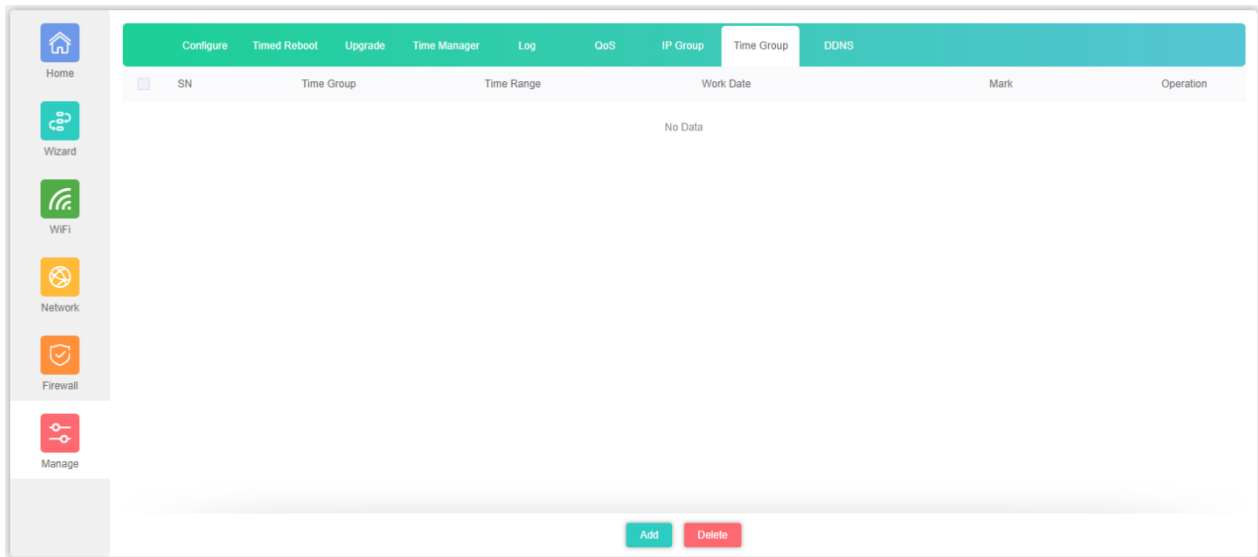 Home
Wizard
WiFi
Network
Firewall
Manage
Configure Timed Reboot Upgrade Time Manager Log QoS IP Group Time Group DDNS
SN Time Group Time Range Work Date Mark Operation
No Data
Add Delete